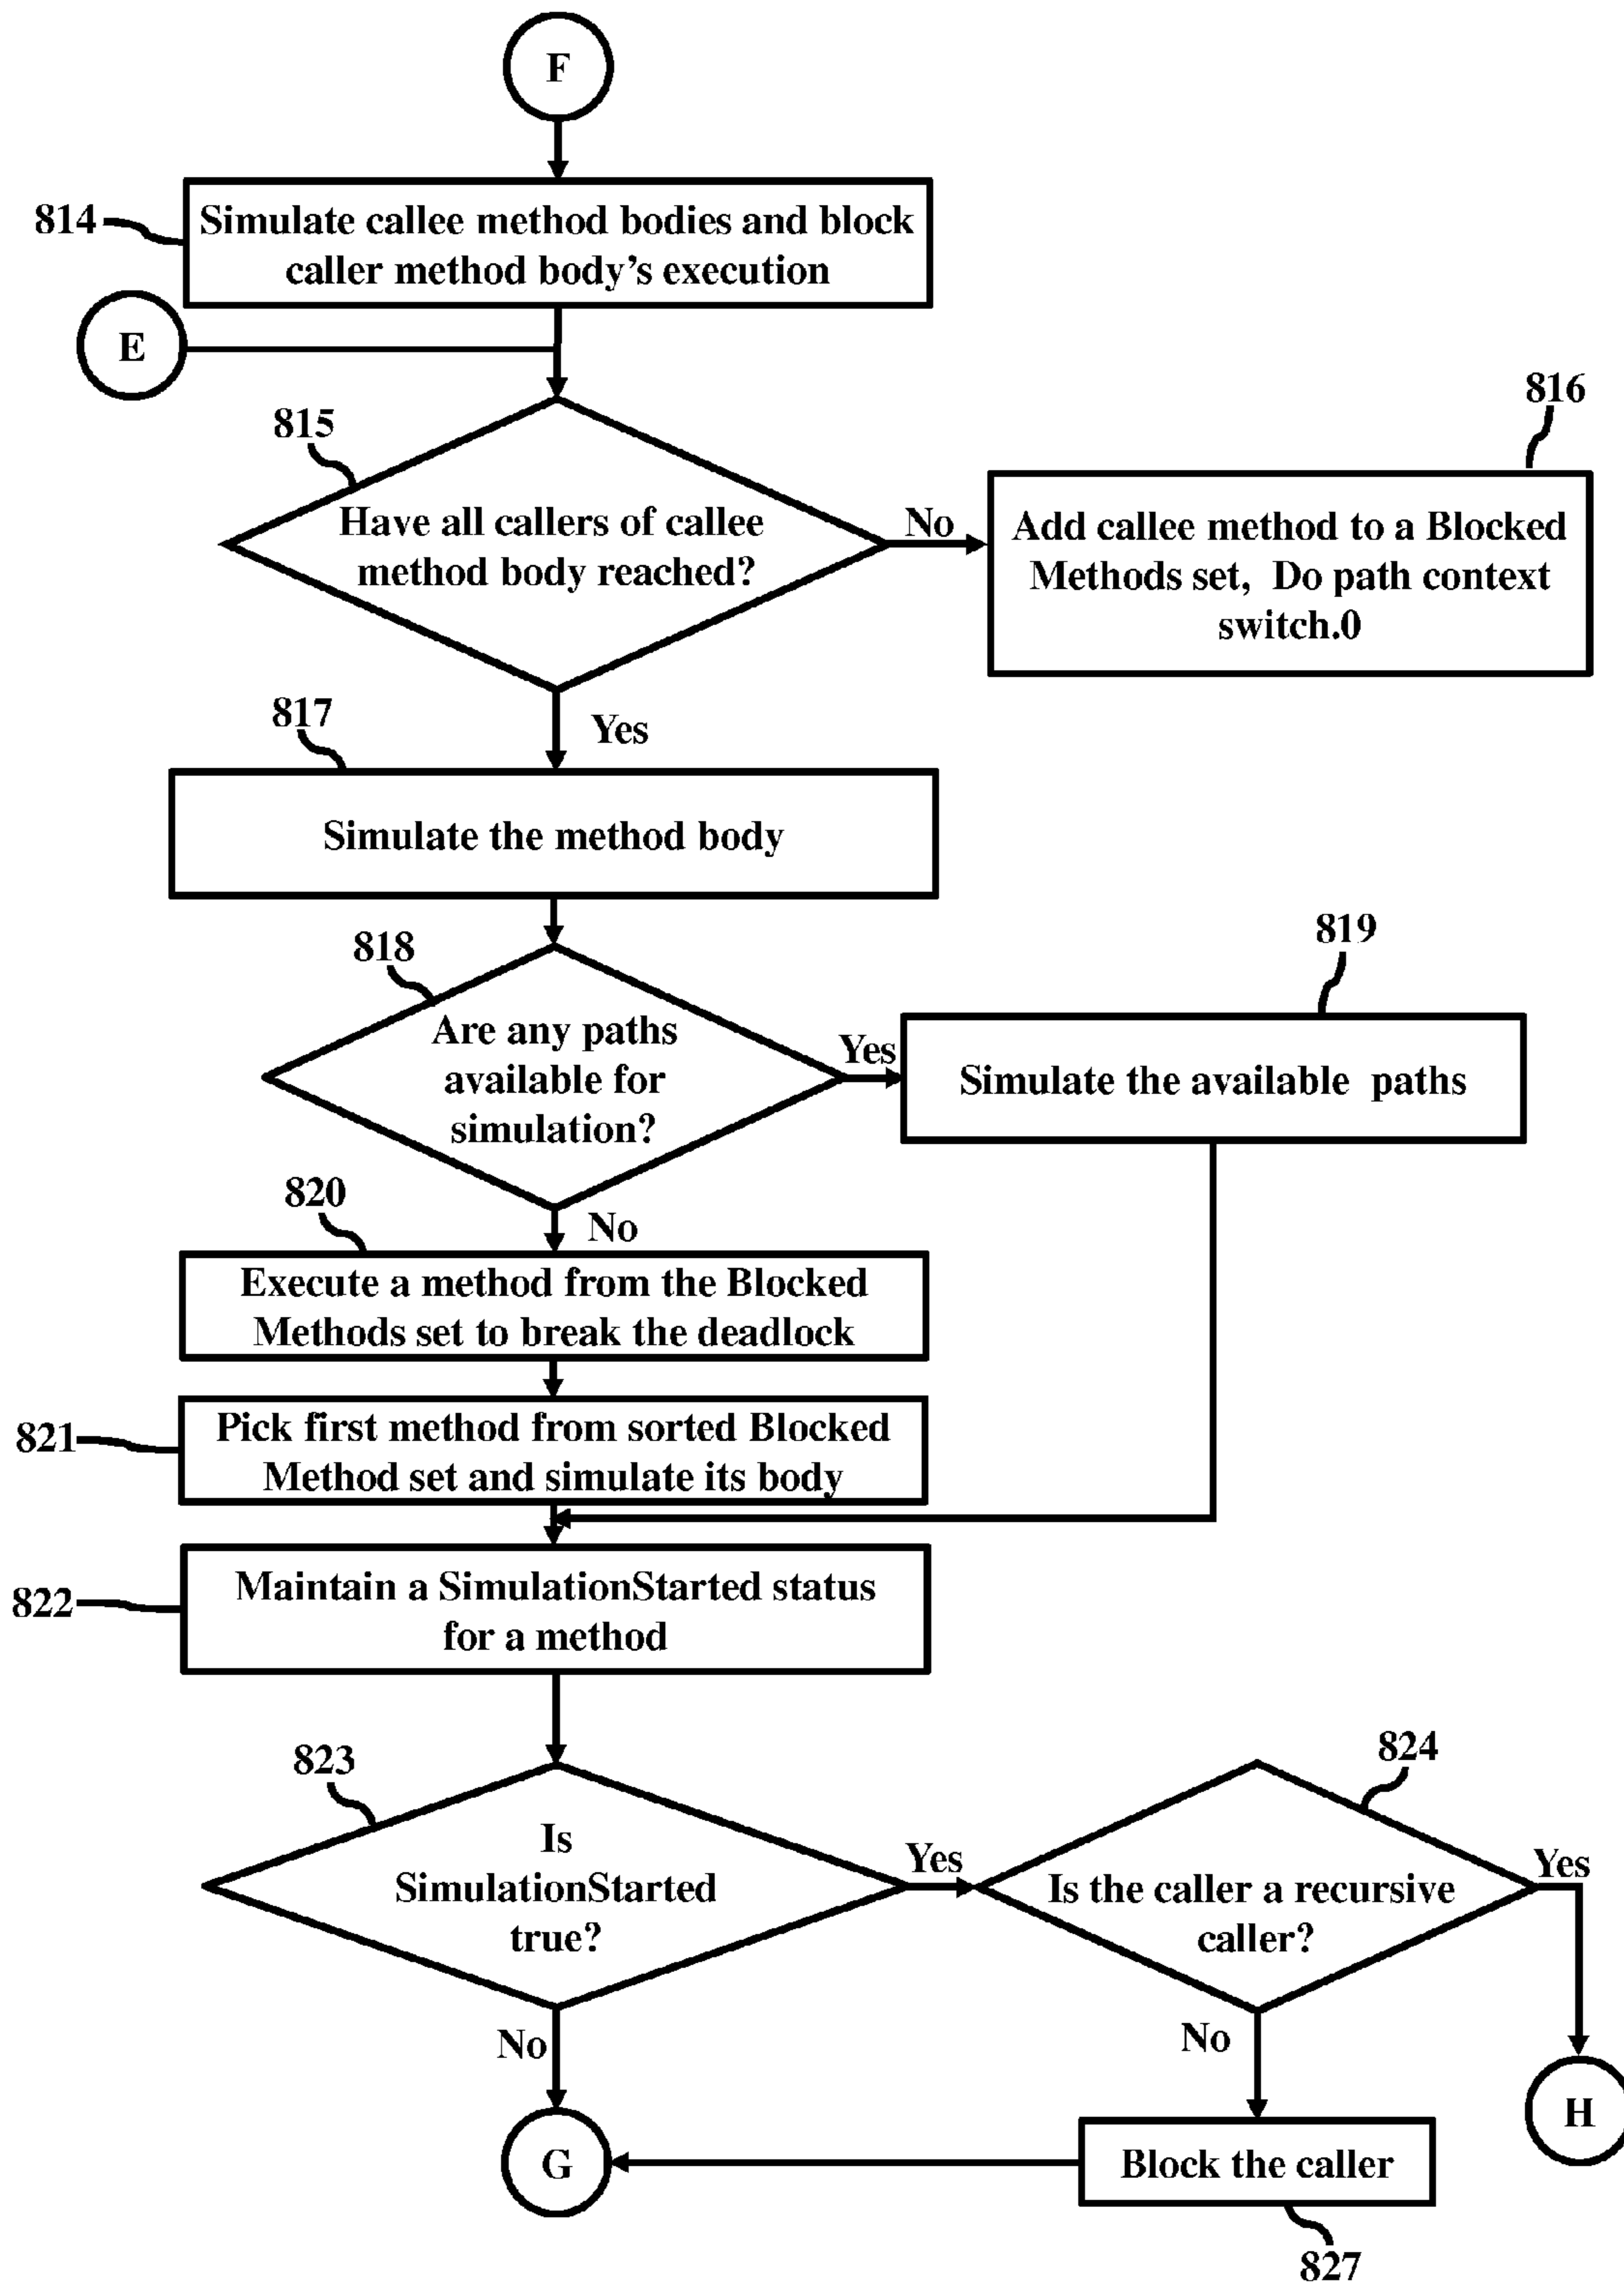 F
814
Simulate callee method bodies and block
caller method body's execution
E
815
816
Have all callers of callee
method body reached?
No
Add callee method to a Blocked
Methods set, Do path context
switch.0
817
Yes
Simulate the method body
818
819
Are any paths
available for
simulation?
Yes
Simulate the available paths
820
No
Execute a method from the Blocked
Methods set to break the deadlock
821
Pick first method from sorted Blocked
Method set and simulate its body
822
Maintain a SimulationStarted status
for a method
823
824
Is
SimulationStarted
true?
Yes
Is the caller a recursive
caller?
Yes
No
No
G
Block the caller
H
827